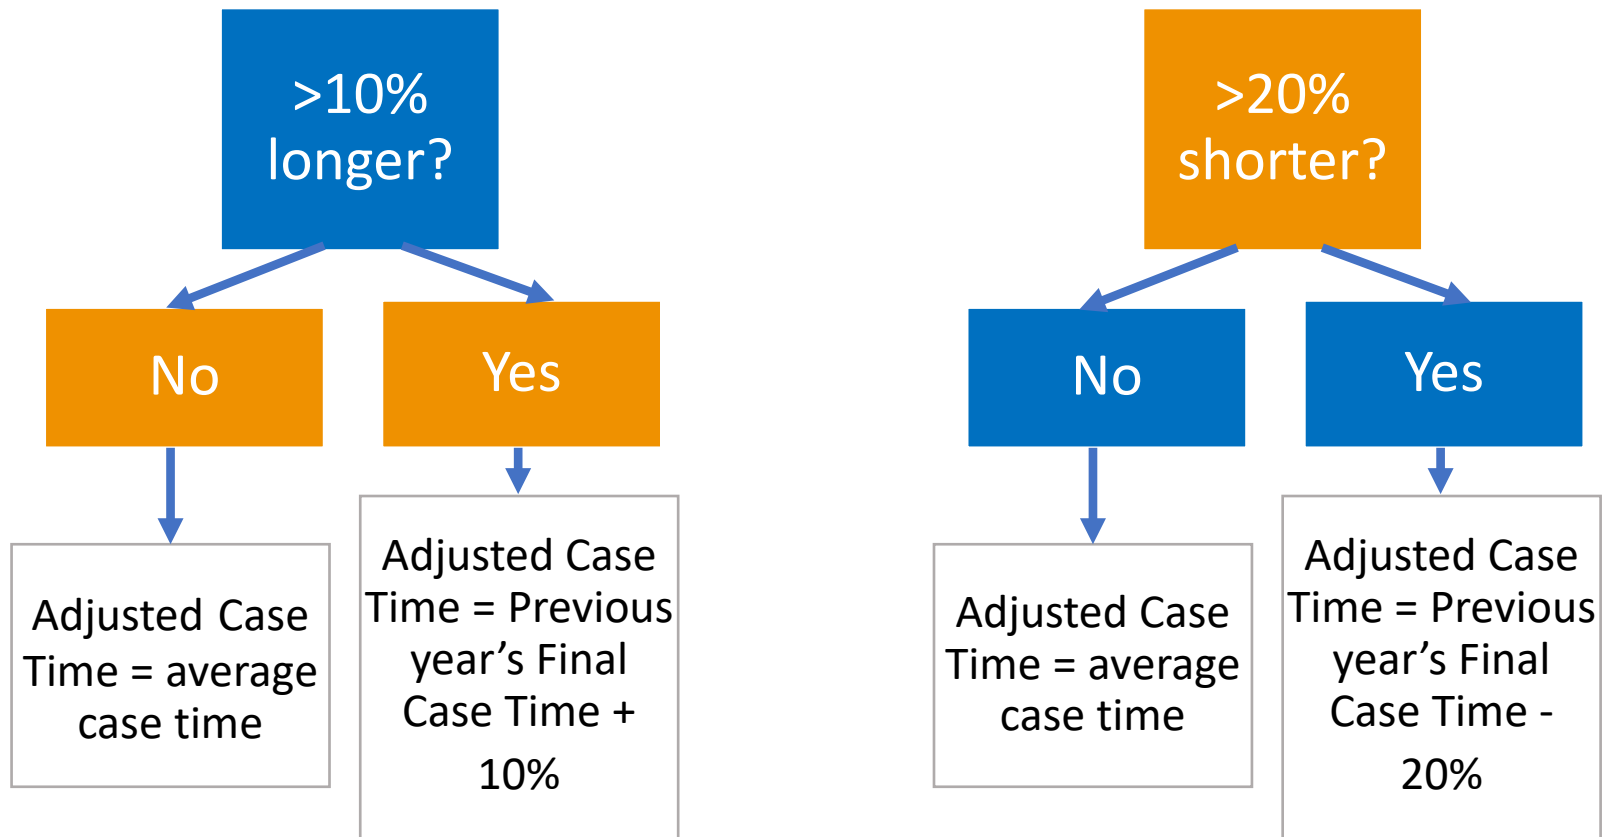 >10%
longer?
No
Yes
Adjusted Case
Time = average
case time
Adjusted Case
Time = Previous
year’s Final
Case Time +
10%
>20%
shorter?
No
Yes
Adjusted Case
Time = average
case time
Adjusted Case
Time = Previous
year’s Final
Case Time -
20%